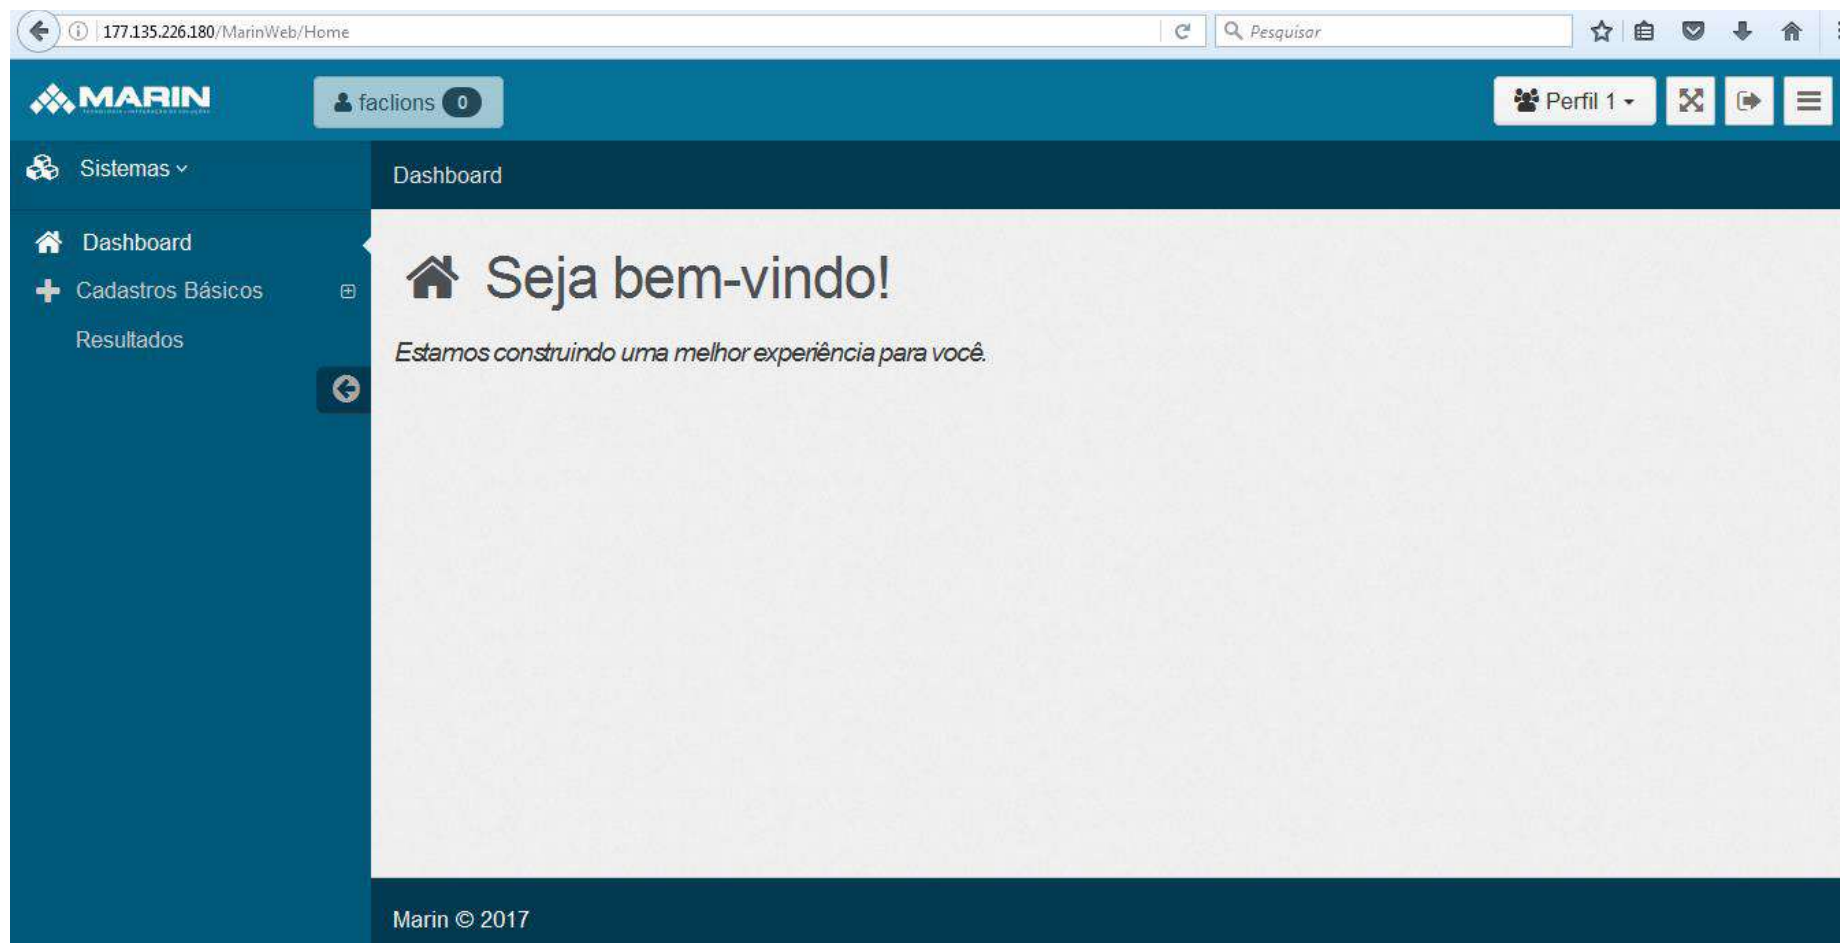 177.135.226.180/MarinWeb/Home
Pesquisar
MARIN
faclions 0
Perfil 1
Sistemas
Dashboard
Dashboard
Cadastros Básicos
Resultados
Seja bem-vindo!
Estamos construindo uma melhor experiência para você.
Marin © 2017